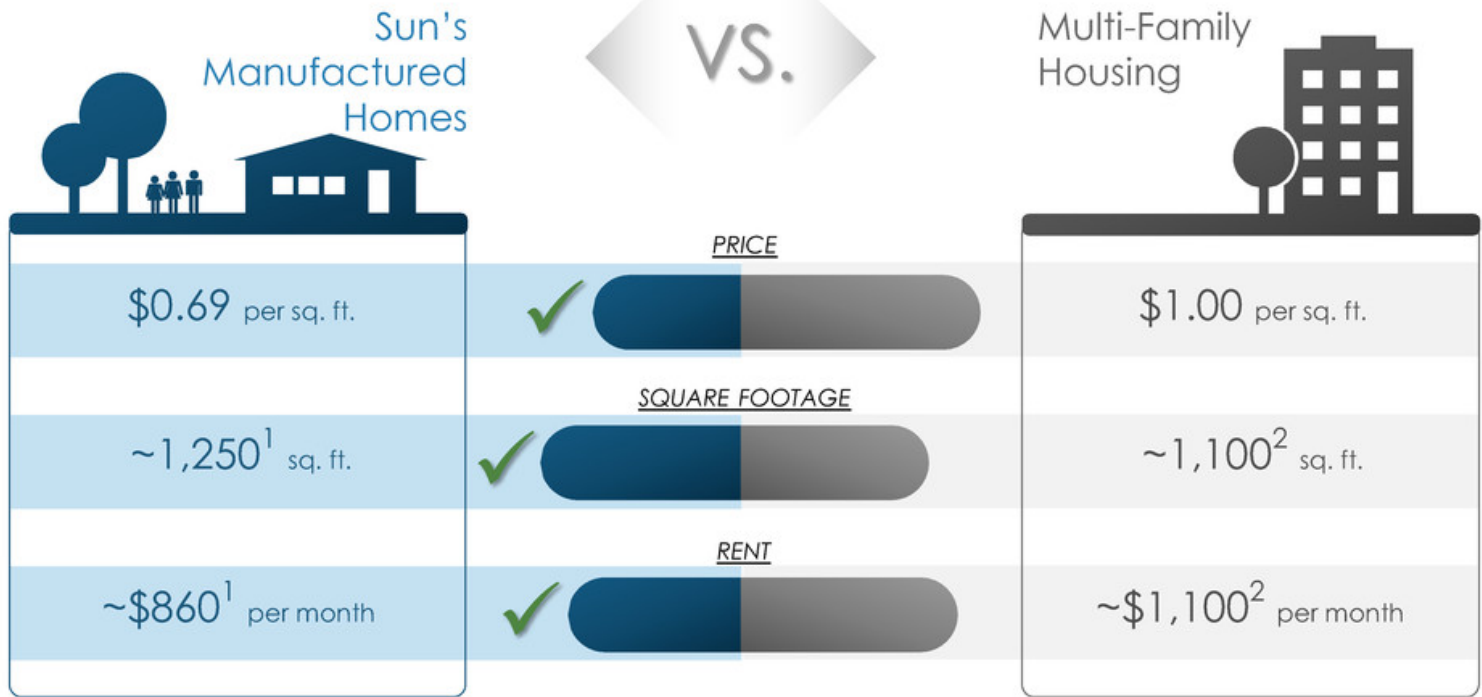 Sun's
Manufactured
Homes
VS.
Multi-Family
Housing
PRICE
$0.69 per sq. ft.
$1.00 per sq. ft.
SQUARE FOOTAGE
~1,250¹ sq. ft.
~1,100² sq. ft.
RENT
~$860¹ per month
~$1,100² per month